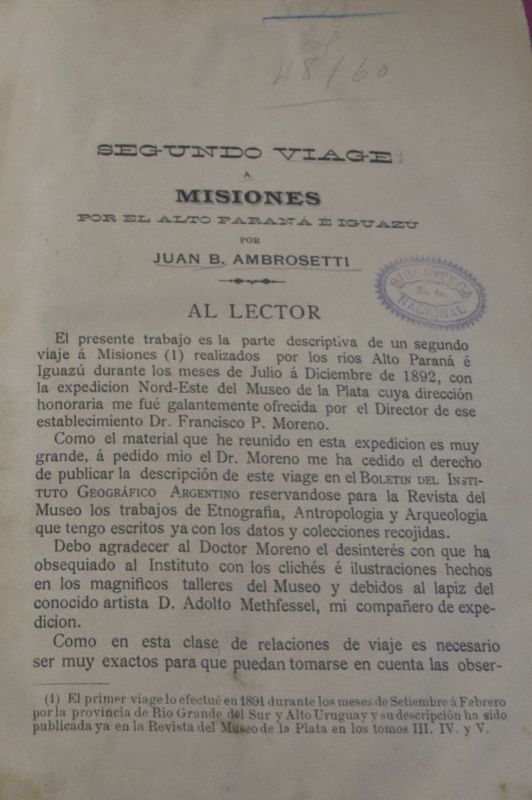 48760
SEGUNDO VIAGE
A
MISIONES
POR EL ALTO PARANÁ É IGUAZÚ
POR
JUAN B. AMBROSETTI
BIBLIOTECA
NACIONAL
AL LECTOR
El presente trabajo es la parte descriptiva de un segundo
viaje á Misiones (1) realizados por los rios Alto Paraná é
Iguazú durante los meses de Julio á Diciembre de 1892, con
la expedicion Nord-Este del Museo de la Plata cuya dirección
honoraria me fué galantemente ofrecida por el Director de ese
establecimiento Dr. Francisco P. Moreno.
Como el material que he reunido en esta expedicion es muy
grande, á pedido mio el Dr. Moreno me ha cedido el derecho
de publicar la descripción de este viage en el BOLETIN DEL INSTI-
TUTO GEOGRÁFICO ARGENTINO reservandose para la Revista del
Museo los trabajos de Etnografia, Antropologia y Arqueologia
que tengo escritos ya con los datos y colecciones recojidas.
Debo agradecer al Doctor Moreno el desinterés con que ha
obsequiado al Instituto con los clichés é ilustraciones hechos
en los magnificos talleres del Museo y debidos al lapiz del
conocido artista D. Adolfo Methfessel, mi compañero de expe-
dicion.
Como en esta clase de relaciones de viaje es necesario
ser muy exactos para que puedan tomarse en cuenta las obser-
(1) El primer viage lo efectué en 1891 durante los meses de Setiembre á Febrero
por la provincia de Rio Grande del Sur y Alto Uruguay y su descripción ha sido
publicada ya en la Revista del Museo de la Plata en los tomos III. IV. y V.